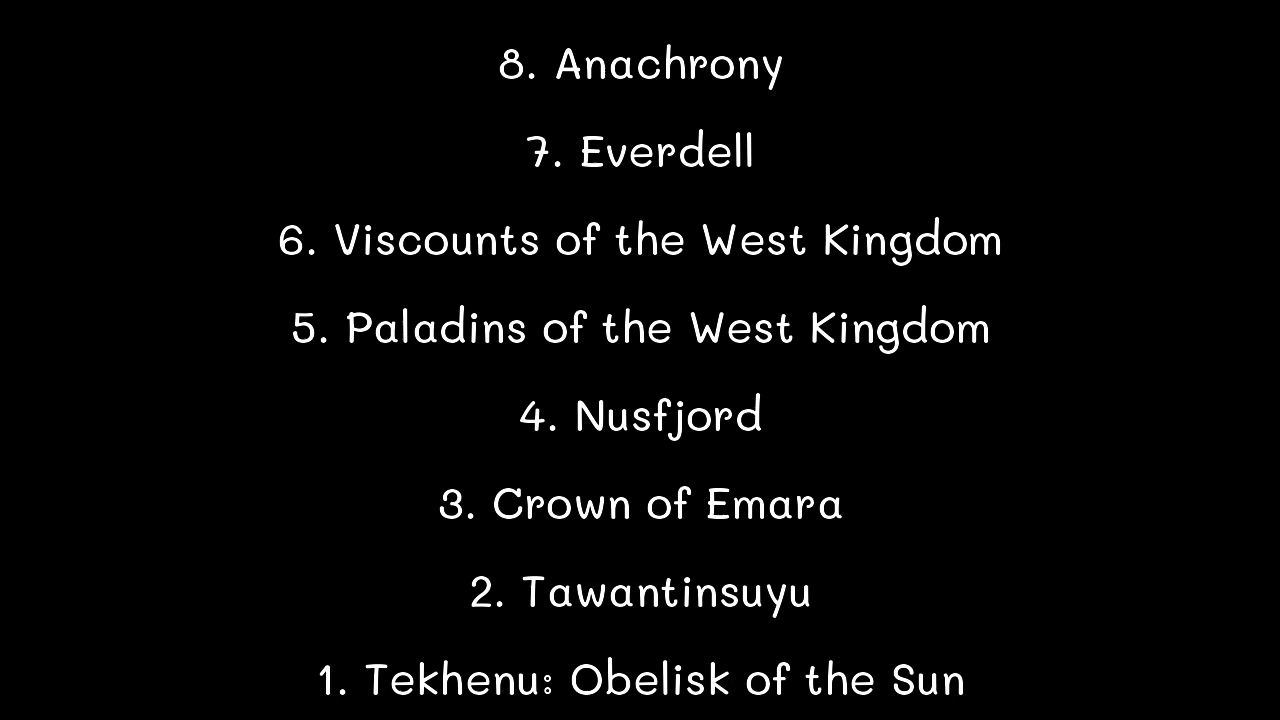 8. Anachrony
7. Everdell
6. Viscounts of the West Kingdom
5. Paladins of the West Kingdom
4. Nusfjord
3. Crown of Emara
2. Tawantinsuyu
1. Tekhenu: Obelisk of the Sun